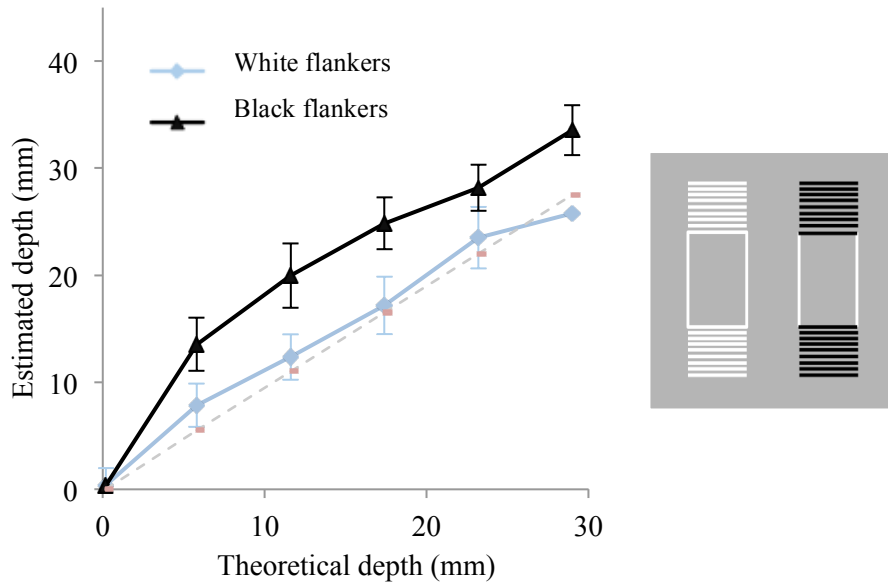 40
30
20
10
0
Estimated depth (mm)
White flankers
Black flankers
0 10 20 30
Theoretical depth (mm)